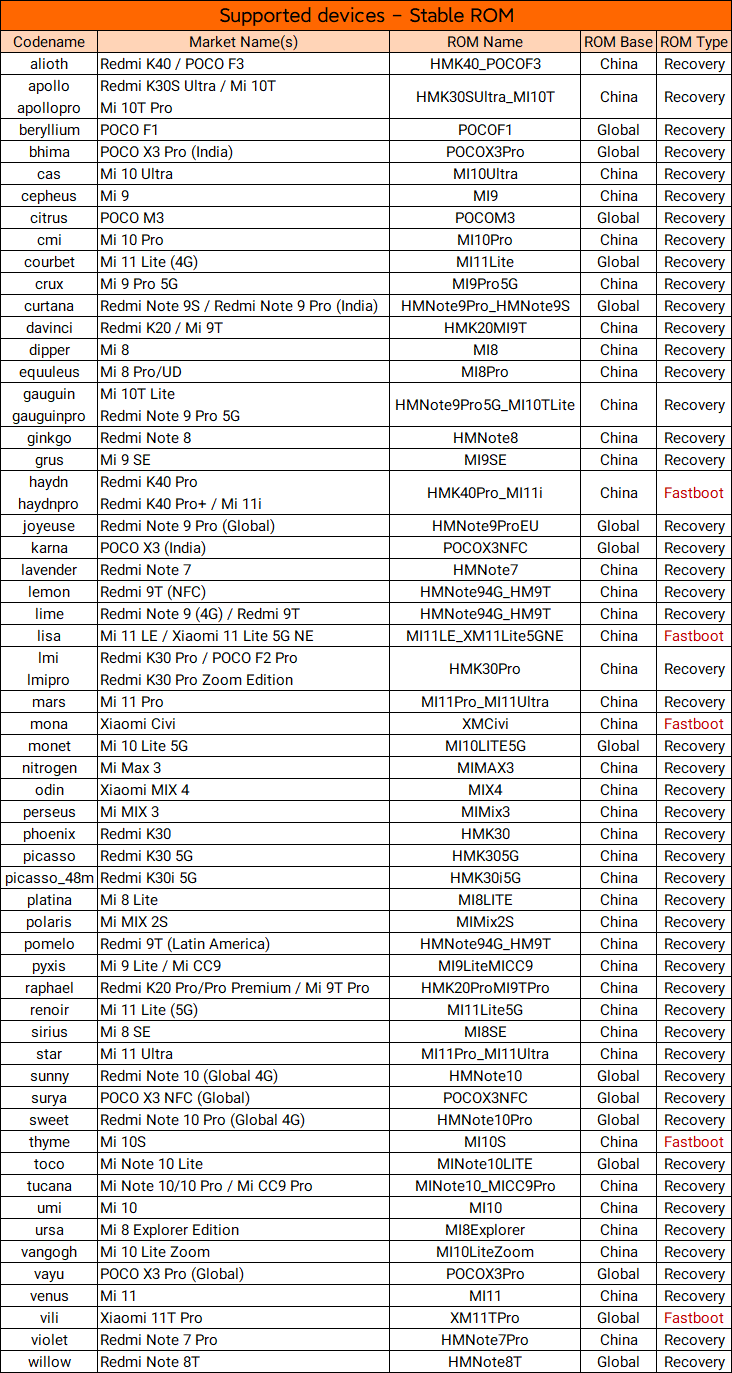 Supported devices – Stable ROM
Codename Market Name(s) ROM Name ROM Base ROM Type
alioth Redmi K40 / POCO F3 HMK40_POCOF3 China Recovery
apollo Redmi K30S Ultra / Mi 10T HMK30SUltra_MI10T China Recovery
apollopro Mi 10T Pro
beryllium POCO F1 POCOF1 Global Recovery
bhima POCO X3 Pro (India) POCOX3Pro Global Recovery
cas Mi 10 Ultra MI10Ultra China Recovery
cepheus Mi 9 MI9 China Recovery
citrus POCO M3 POCOM3 Global Recovery
cmi Mi 10 Pro MI10Pro China Recovery
courbet Mi 11 Lite (4G) MI11Lite Global Recovery
crux Mi 9 Pro 5G MI9Pro5G China Recovery
curtana Redmi Note 9S / Redmi Note 9 Pro (India) HMNote9Pro_HMNote9S Global Recovery
davinci Redmi K20 / Mi 9T HMK20MI9T China Recovery
dipper Mi 8 MI8 China Recovery
equuleus Mi 8 Pro/UD MI8Pro China Recovery
gauguin Mi 10T Lite HMNote9Pro5G_MI10TLite China Recovery
gauguinpro Redmi Note 9 Pro 5G
ginkgo Redmi Note 8 HMNote8 China Recovery
grus Mi 9 SE MI9SE China Recovery
haydn Redmi K40 Pro HMK40Pro_MI11i China Fastboot
haydnpro Redmi K40 Pro+ / Mi 11i
joyeuse Redmi Note 9 Pro (Global) HMNote9ProEU Global Recovery
karna POCO X3 (India) POCOX3NFC Global Recovery
lavender Redmi Note 7 HMNote7 China Recovery
lemon Redmi 9T (NFC) HMNote94G_HM9T China Recovery
lime Redmi Note 9 (4G) / Redmi 9T HMNote94G_HM9T China Recovery
lisa Mi 11 LE / Xiaomi 11 Lite 5G NE MI11LE_XM11Lite5GNE China Fastboot
lmi Redmi K30 Pro / POCO F2 Pro HMK30Pro China Recovery
lmipro Redmi K30 Pro Zoom Edition
mars Mi 11 Pro MI11Pro_MI11Ultra China Recovery
mona Xiaomi Civi XMCivi China Fastboot
monet Mi 10 Lite 5G MI10LITE5G Global Recovery
nitrogen Mi Max 3 MIMAX3 China Recovery
odin Xiaomi MIX 4 MIX4 China Recovery
perseus Mi MIX 3 MIMix3 China Recovery
phoenix Redmi K30 HMK30 China Recovery
picasso Redmi K30 5G HMK305G China Recovery
picasso_48m Redmi K30i 5G HMK30i5G China Recovery
platina Mi 8 Lite MI8LITE China Recovery
polaris Mi MIX 2S MIMix2S China Recovery
pomelo Redmi 9T (Latin America) HMNote94G_HM9T China Recovery
pyxis Mi 9 Lite / Mi CC9 MI9LiteMICC9 China Recovery
raphael Redmi K20 Pro/Pro Premium / Mi 9T Pro HMK20ProMI9TPro China Recovery
renoir Mi 11 Lite (5G) MI11Lite5G China Recovery
sirius Mi 8 SE MI8SE China Recovery
star Mi 11 Ultra MI11Pro_MI11Ultra China Recovery
sunny Redmi Note 10 (Global 4G) HMNote10 Global Recovery
surya POCO X3 NFC (Global) POCOX3NFC Global Recovery
sweet Redmi Note 10 Pro (Global 4G) HMNote10Pro Global Recovery
thyme Mi 10S MI10S China Fastboot
toco Mi Note 10 Lite MINote10LITE Global Recovery
tucana Mi Note 10/10 Pro / Mi CC9 Pro MINote10_MICC9Pro China Recovery
umi Mi 10 MI10 China Recovery
ursa Mi 8 Explorer Edition MI8Explorer China Recovery
vangogh Mi 10 Lite Zoom MI10LiteZoom China Recovery
vayu POCO X3 Pro (Global) POCOX3Pro Global Recovery
venus Mi 11 MI11 China Recovery
vili Xiaomi 11T Pro XM11TPro Global Fastboot
violet Redmi Note 7 Pro HMNote7Pro China Recovery
willow Redmi Note 8T HMNote8T Global Recovery